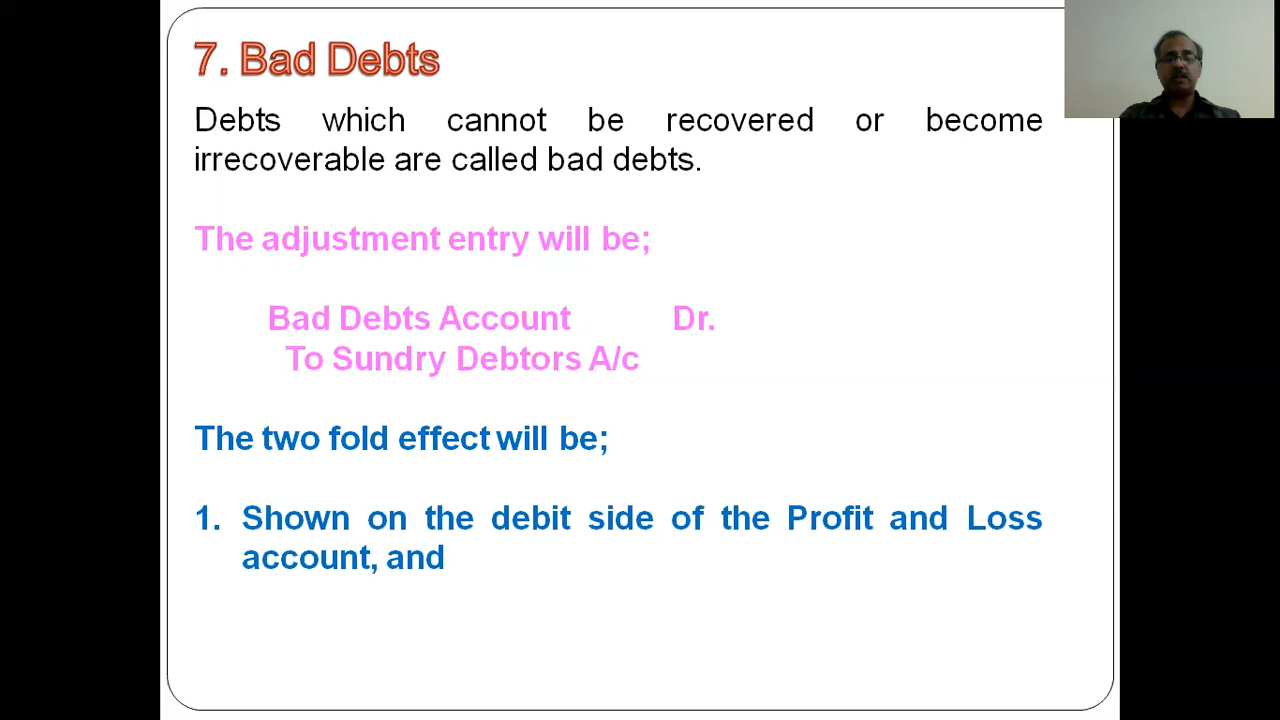 7. Bad Debts
Debts which cannot be recovered or become
irrecoverable are called bad debts.
The adjustment entry will be;
Bad Debts Account Dr.
To Sundry Debtors A/c
The two fold effect will be;
1. Shown on the debit side of the Profit and Loss
account, and